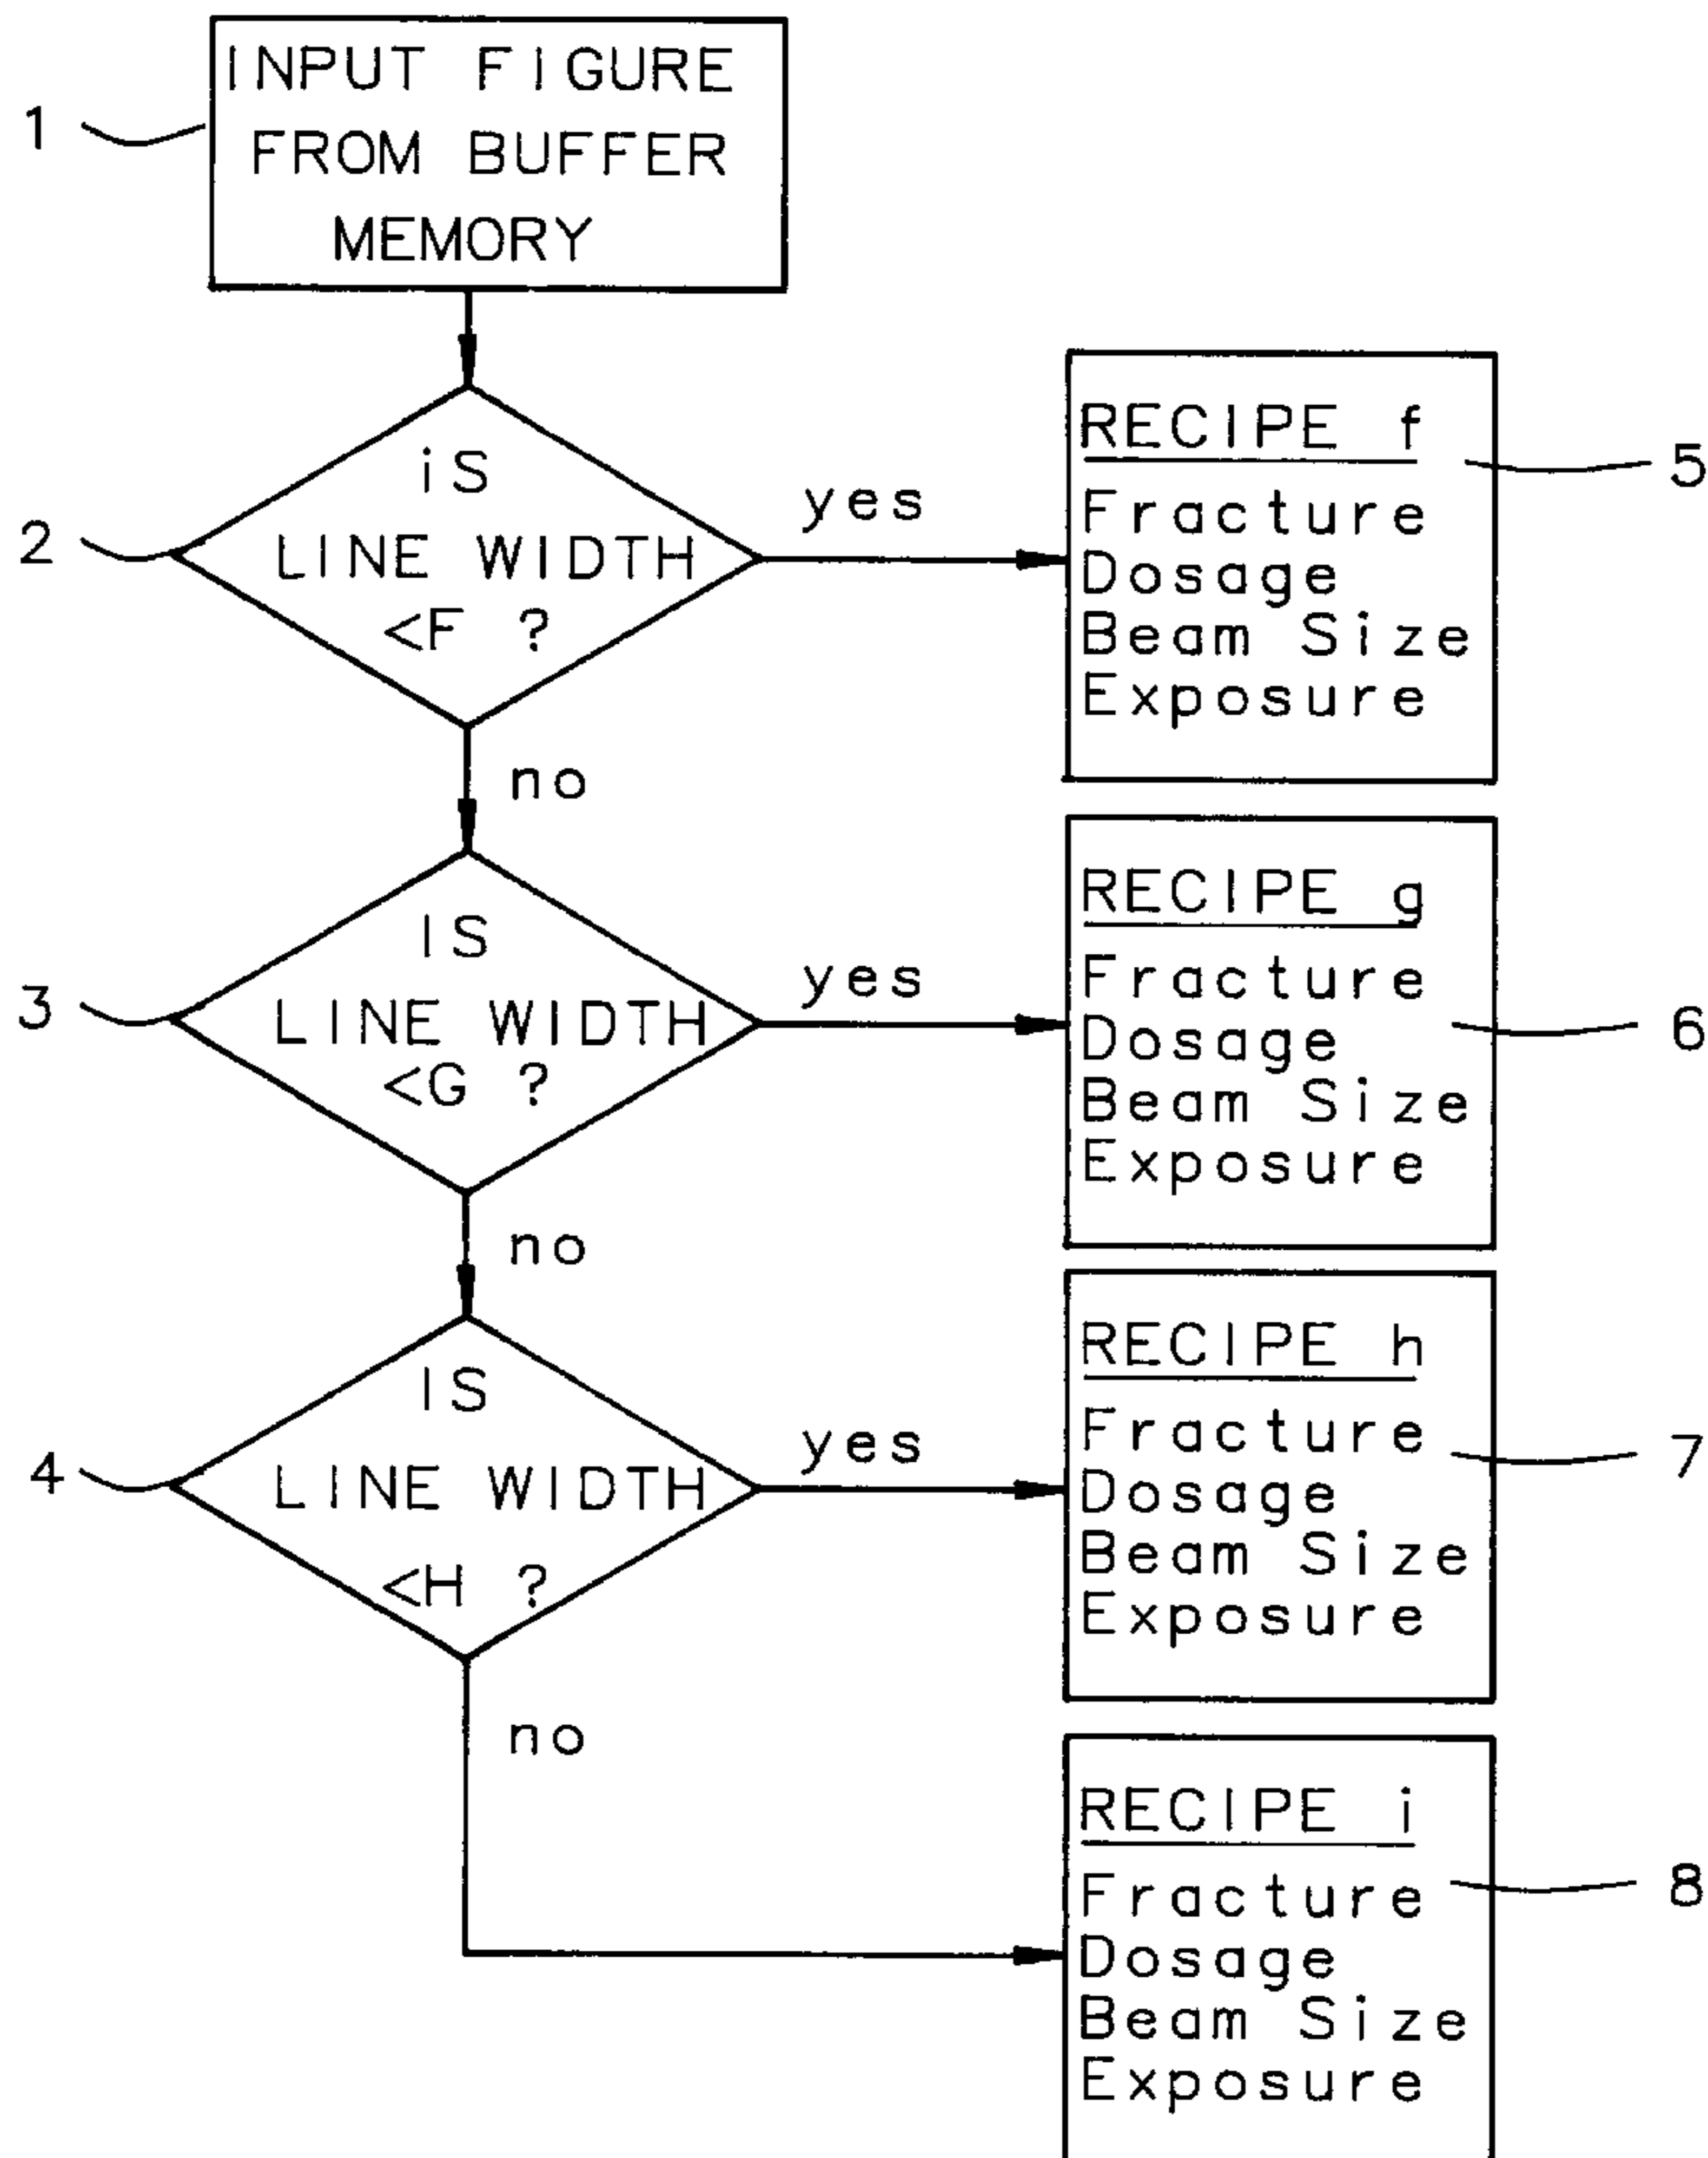 1
INPUT FIGURE
FROM BUFFER
MEMORY
2
iS
LINE WIDTH
<F ?
yes
no
RECIPE f
Fracture
Dosage
Beam Size
Exposure
5
3
IS
LINE WIDTH
<G ?
yes
no
RECIPE g
Fracture
Dosage
Beam Size
Exposure
6
4
IS
LINE WIDTH
<H ?
yes
no
RECIPE h
Fracture
Dosage
Beam Size
Exposure
7
RECIPE i
Fracture
Dosage
Beam Size
Exposure
8